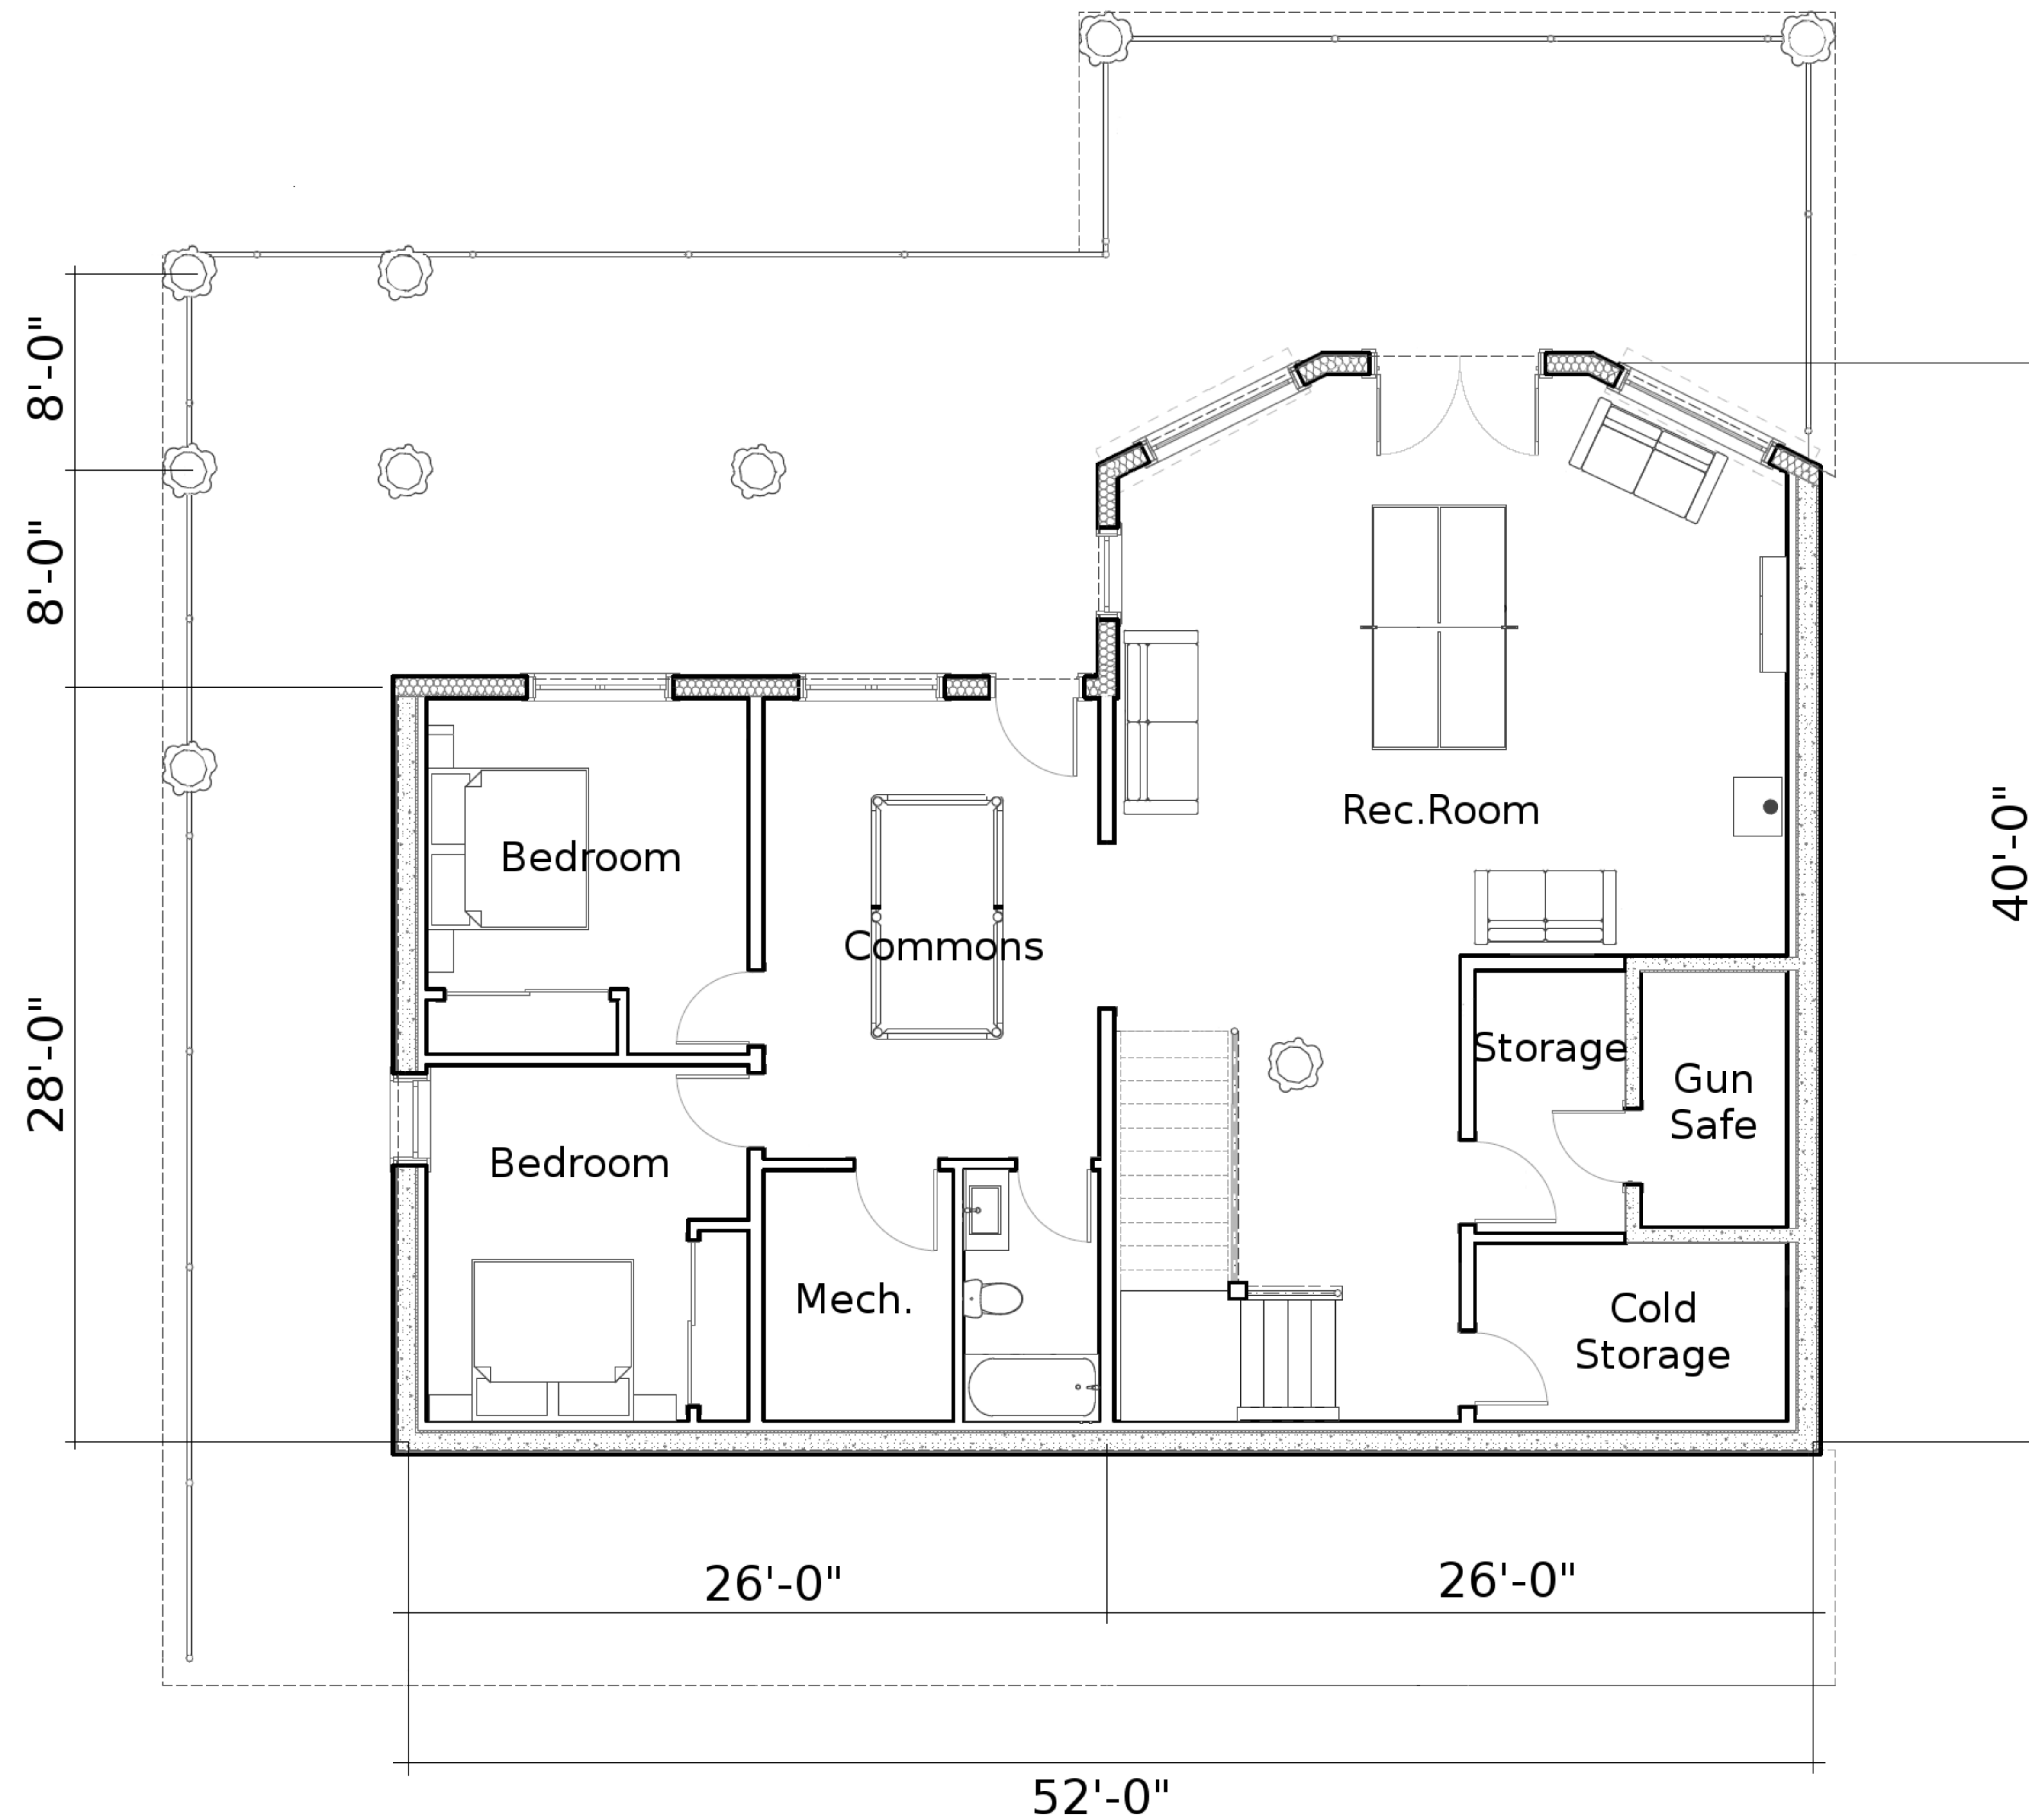 8'-0"
8'-0"
28'-0"
40'-0"
Rec.Room
Bedroom
Commons
Storage
Gun
Safe
Bedroom
Mech.
Cold
Storage
26'-0"
26'-0"
52'-0"